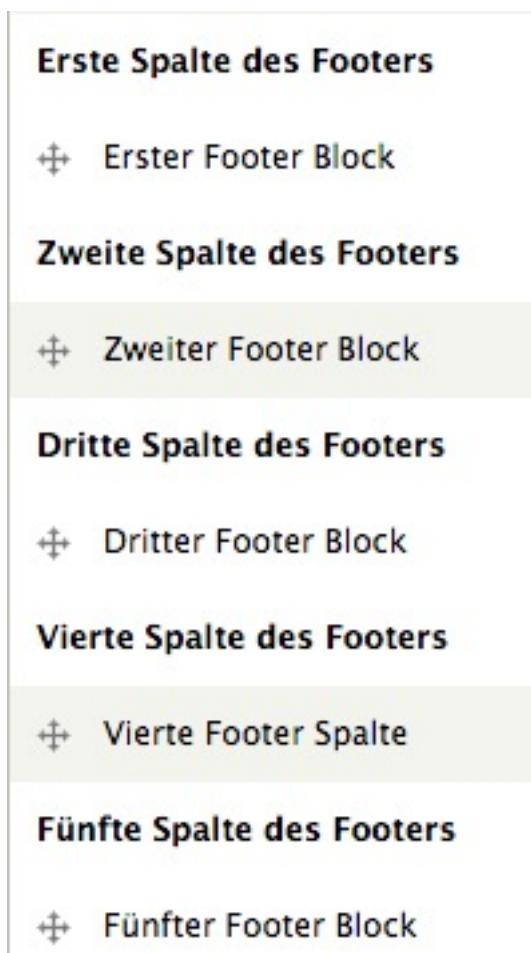 Erste Spalte des Footers
Erster Footer Block
Zweite Spalte des Footers
Zweiter Footer Block
Dritte Spalte des Footers
Dritter Footer Block
Vierte Spalte des Footers
Vierte Footer Spalte
Fünfte Spalte des Footers
Fünfter Footer Block